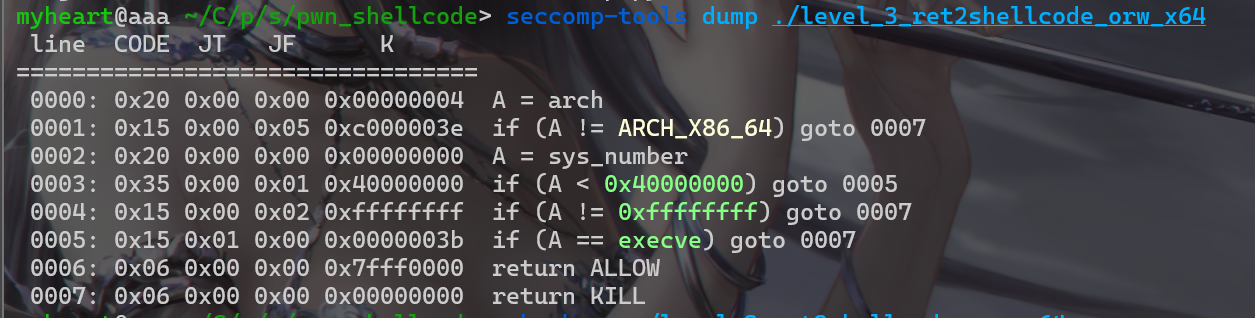 myheart@aaa ~/C/p/s/pwn_shellcode> seccomp-tools dump ./level_3_ret2shellcode_orw_x64
 line  CODE  JT   JF      K
=================================
 0000: 0x20 0x00 0x00 0x00000004  A = arch
 0001: 0x15 0x00 0x05 0xc000003e  if (A != ARCH_X86_64) goto 0007
 0002: 0x20 0x00 0x00 0x00000000  A = sys_number
 0003: 0x35 0x00 0x01 0x40000000  if (A < 0x40000000) goto 0005
 0004: 0x15 0x00 0x02 0xffffffff  if (A != 0xffffffff) goto 0007
 0005: 0x15 0x01 0x00 0x0000003b  if (A == execve) goto 0007
 0006: 0x06 0x00 0x00 0x7fff0000  return ALLOW
 0007: 0x06 0x00 0x00 0x00000000  return KILL